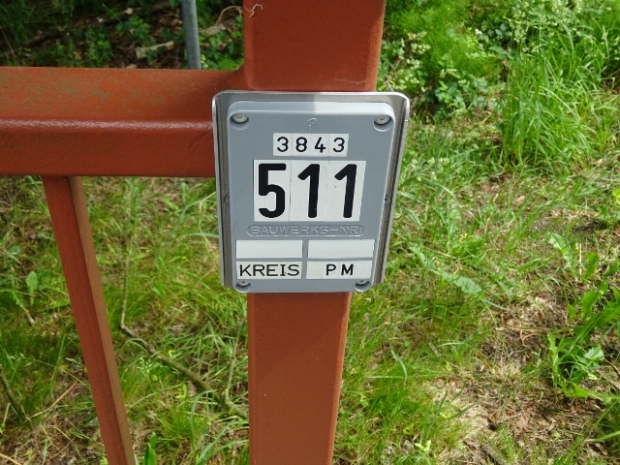 3843
511
BAUWERKS-NR
KREIS PM